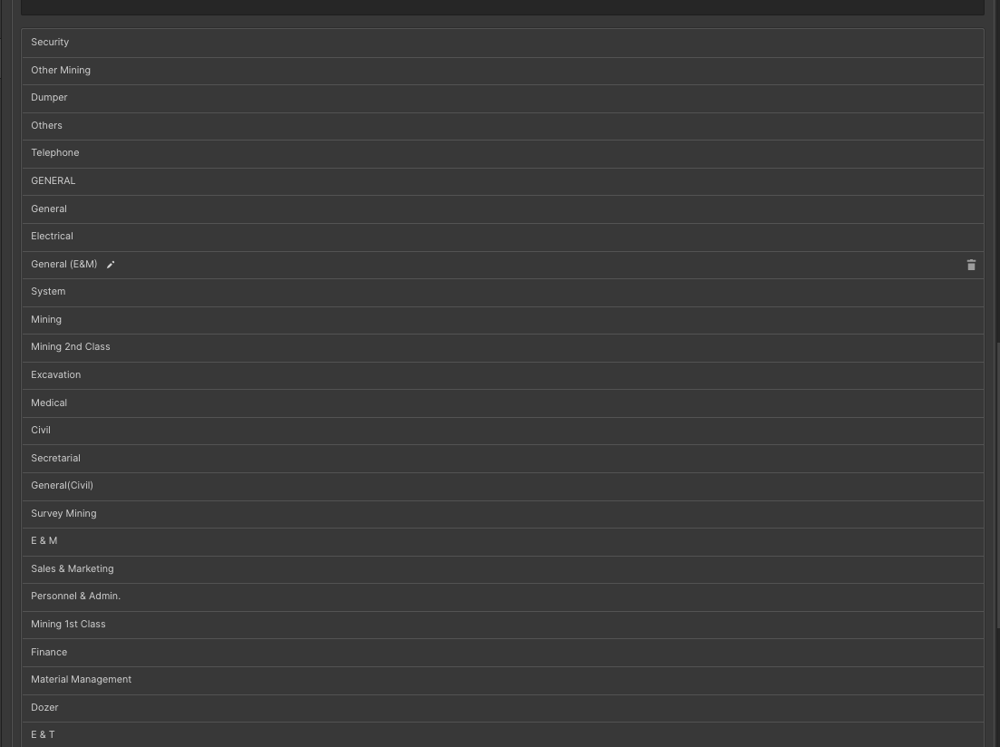 Security
Other Mining
Dumper
Others
Telephone
GENERAL
General
Electrical
General (E&M)
System
Mining
Mining 2nd Class
Excavation
Medical
Civil
Secretarial
General(Civil)
Survey Mining
E & M
Sales & Marketing
Personnel & Admin.
Mining 1st Class
Finance
Material Management
Dozer
E & T